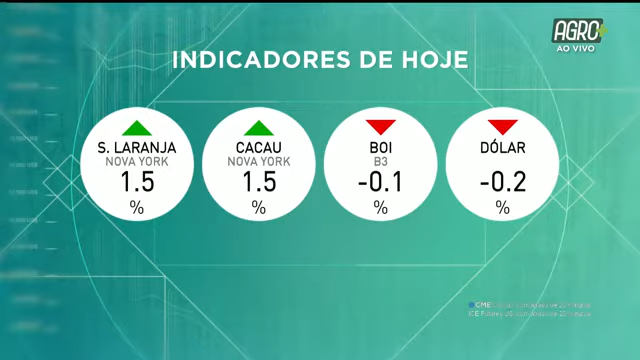 AGRO+
AO VIVO
INDICADORES DE HOJE
S. LARANJA
NOVA YORK
1.5
%
CACAU
NOVA YORK
1.5
%
BOI
B3
-0.1
%
DÓLAR
-0.2
%
CME
ICE Futures US